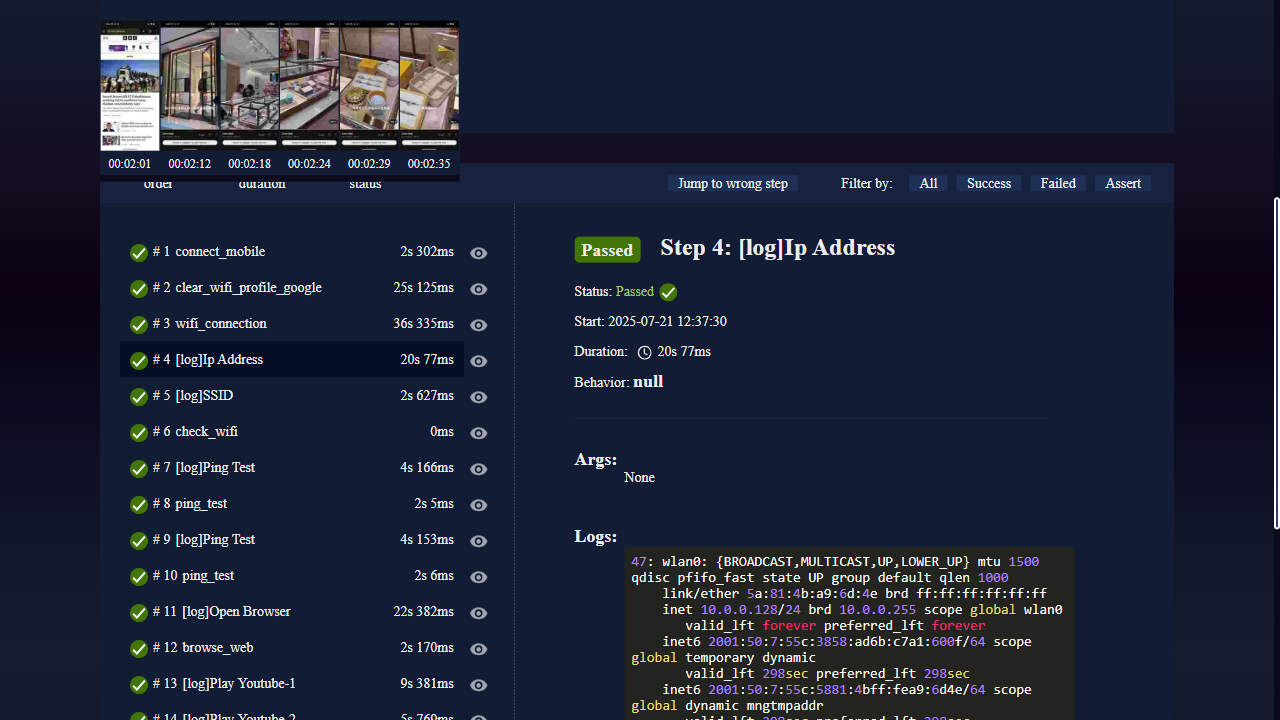 00:02:01 00:02:12 00:02:18 00:02:24 00:02:29 00:02:35
order duration status
Jump to wrong step Filter by: All Success Failed Assert
# 1 connect_mobile 2s 302ms
# 2 clear_wifi_profile_google 25s 125ms
# 3 wifi_connection 36s 335ms
# 4 [log]Ip Address 20s 77ms
# 5 [log]SSID 2s 627ms
# 6 check_wifi 0ms
# 7 [log]Ping Test 4s 166ms
# 8 ping_test 2s 5ms
# 9 [log]Ping Test 4s 153ms
# 10 ping_test 2s 6ms
# 11 [log]Open Browser 22s 382ms
# 12 browse_web 2s 170ms
# 13 [log]Play Youtube-1 9s 381ms
# 14 [log]Play Youtube-2 5s 769ms
Passed Step 4: [log]Ip Address
Status: Passed
Start: 2025-07-21 12:37:30
Duration: 20s 77ms
Behavior: null
Args:
None
Logs:
47: wlan0: {BROADCAST,MULTICAST,UP,LOWER_UP} mtu 1500
qdisc pfifo_fast state UP group default qlen 1000
link/ether 5a:81:4b:a9:6d:4e brd ff:ff:ff:ff:ff:ff
inet 10.0.0.128/24 brd 10.0.0.255 scope global wlan0
valid_lft forever preferred_lft forever
inet6 2001:50:7:55c:3858:ad6b:c7a1:600f/64 scope
global temporary dynamic
valid_lft 298sec preferred_lft 298sec
inet6 2001:50:7:55c:5881:4bff:fea9:6d4e/64 scope
global dynamic mngtmpaddr
valid_lft 298sec preferred_lft 298sec